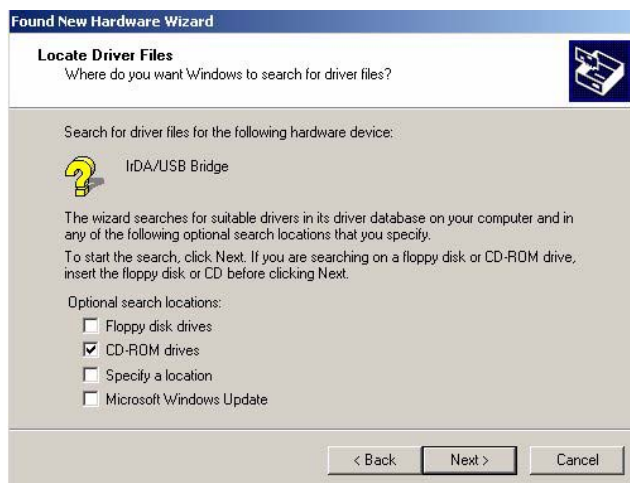 Found New Hardware Wizard
Locate Driver Files
Where do you want Windows to search for driver files?
Search for driver files for the following hardware device:
IrDA/USB Bridge
The wizard searches for suitable drivers in its driver database on your computer and in
any of the following optional search locations that you specify.
To start the search, click Next. If you are searching on a floppy disk or CD-ROM drive,
insert the floppy disk or CD before clicking Next.
Optional search locations:
Floppy disk drives
CD-ROM drives
Specify a location
Microsoft Windows Update
< Back Next > Cancel